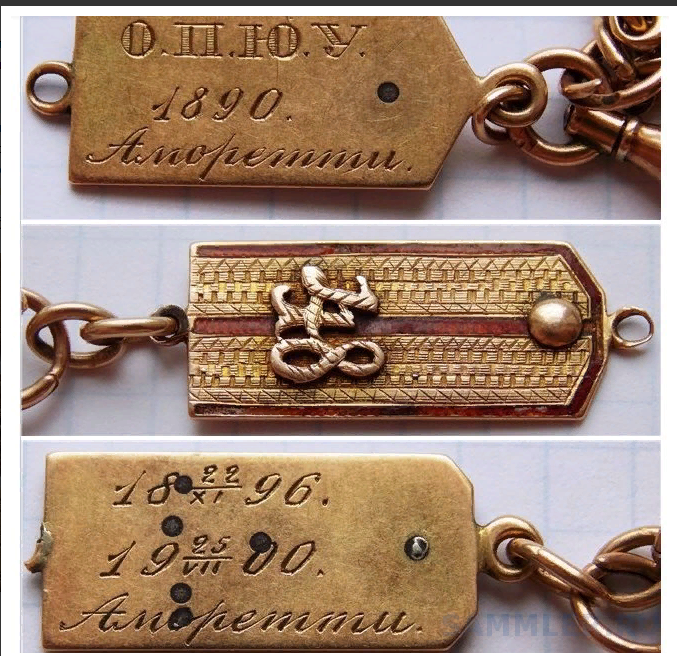 О.П.Ю.У.
1890.
Аморетти.
18 22/XI 96.
19 25/VII 00.
Аморетти.